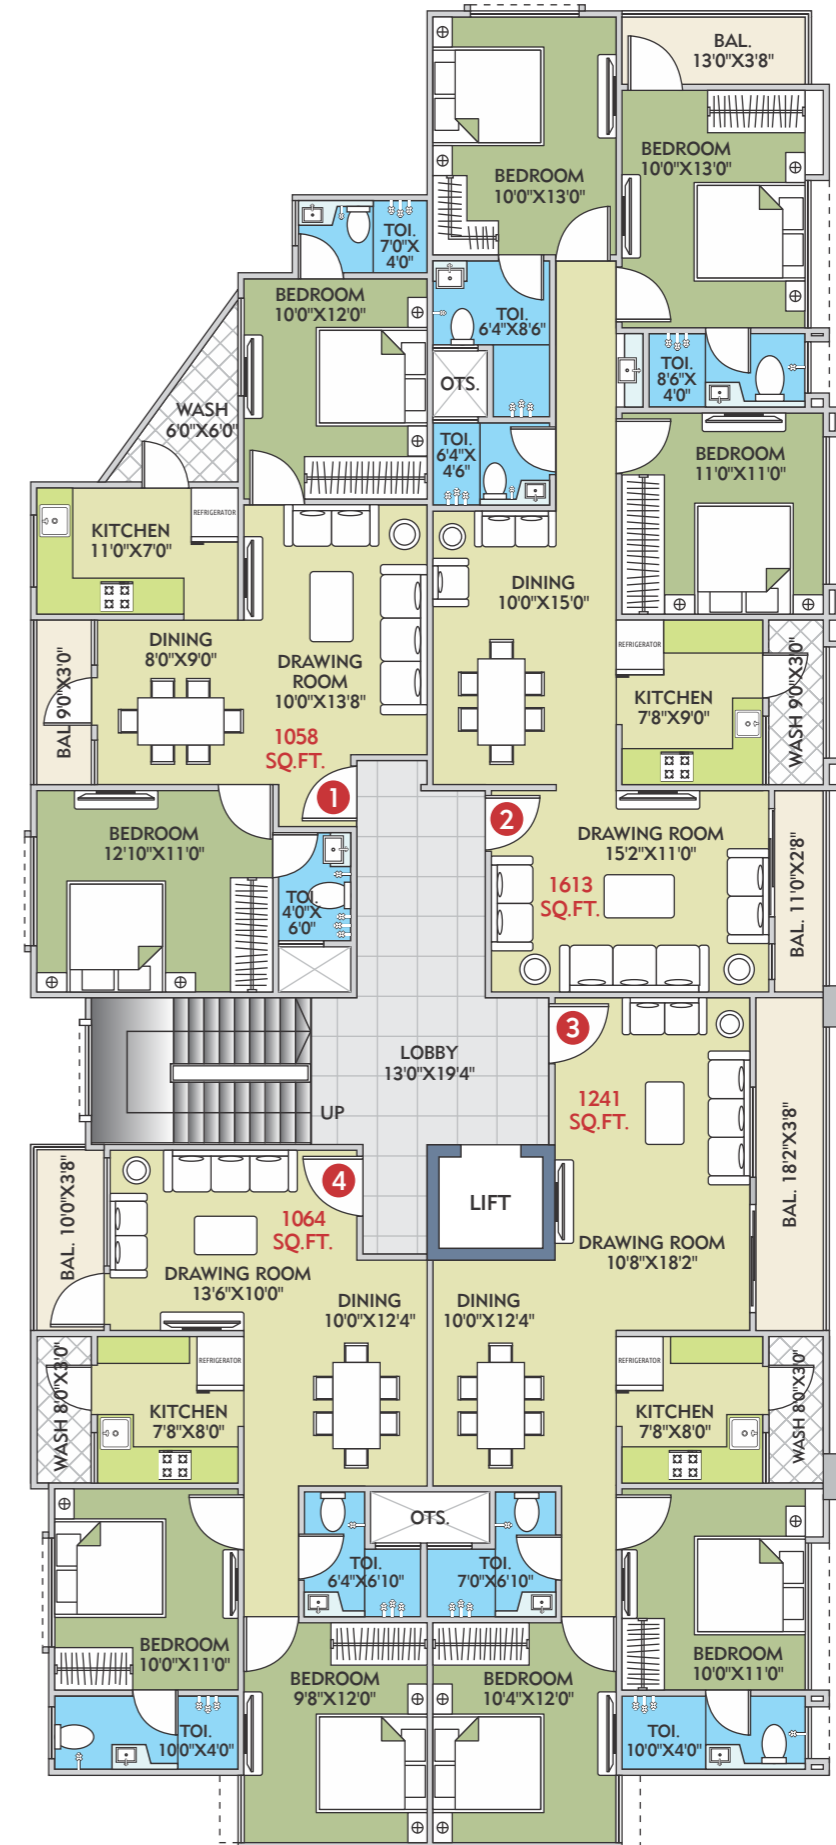 BAL.
13'0"X3'8"
BEDROOM
10'0"X13'0"
BEDROOM
10'0"X13'0"
TOI.
7'0"X
4'0"
BEDROOM
10'0"X12'0"
TOI.
6'4"X8'6"
OTS.
TOI.
8'6"X
4'0"
WASH
6'0"X6'0"
TOI.
6'4"X
4'6"
BEDROOM
11'0"X11'0"
REFRIGERATOR
KITCHEN
11'0"X7'0"
DINING
10'0"X15'0"
BAL 9'0"X3'0"
DINING
8'0"X9'0"
DRAWING
ROOM
10'0"X13'8"
1058
SQ.FT.
1
REFRIGERATOR
KITCHEN
7'8"X9'0"
WASH 9'0"X3'0"
2
BEDROOM
12'10"X11'0"
DRAWING ROOM
15'2"X11'0"
1613
SQ.FT.
BAL. 11'0"X2'8"
TOI.
4'0"X
6'0"
3
LOBBY
13'0"X19'4"
UP
1241
SQ.FT.
BAL. 18'2"X3'8"
4
LIFT
BAL. 10'0"X3'8"
1064
SQ.FT.
DRAWING ROOM
13'6"X10'0"
DRAWING ROOM
10'8"X18'2"
DINING
10'0"X12'4"
DINING
10'0"X12'4"
WASH 8'0"X3'0"
REFRIGERATOR
KITCHEN
7'8"X8'0"
REFRIGERATOR
KITCHEN
7'8"X8'0"
WASH 8'0"X3'0"
OTS.
TOI.
6'4"X6'10"
TOI.
7'0"X6'10"
BEDROOM
10'0"X11'0"
BEDROOM
9'8"X12'0"
BEDROOM
10'4"X12'0"
BEDROOM
10'0"X11'0"
TOI.
10'0"X4'0"
TOI.
10'0"X4'0"